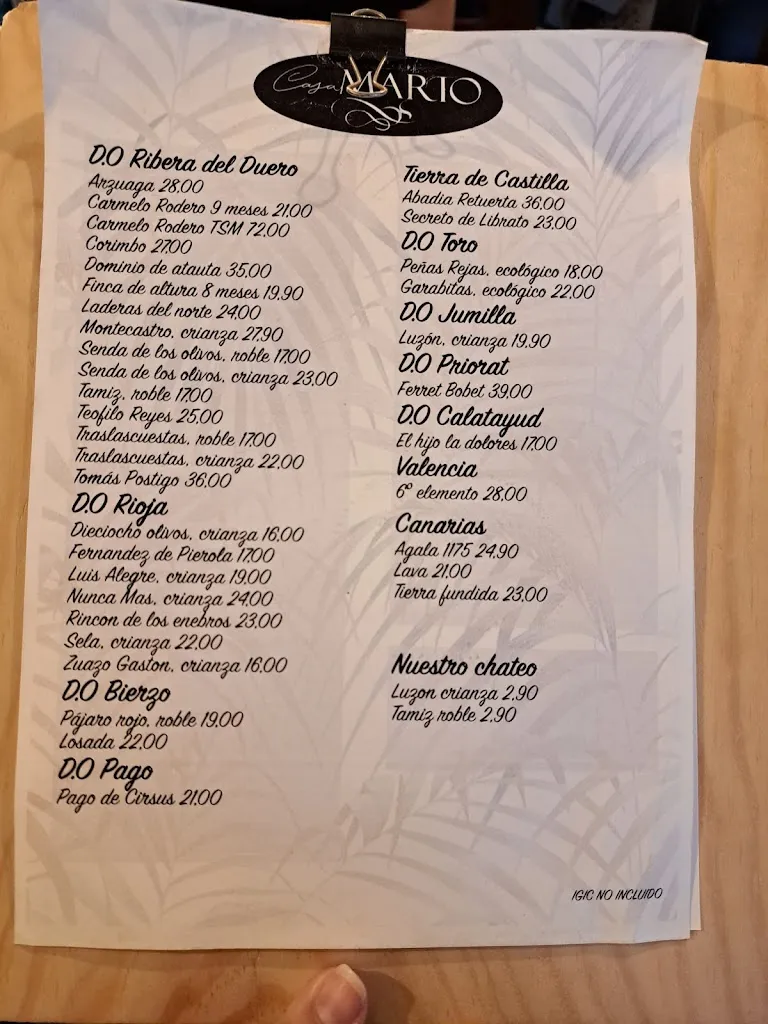 Casa MARIO
D.O Ribera del Duero
Arzuaga 28,00
Carmelo Rodero 9 meses 21,00
Carmelo Rodero TSM 72,00
Corimbo 27,00
Dominio de atauta 35,00
Finca de altura 8 meses 19,90
Laderas del norte 24,00
Montecastro, crianza 27,90
Senda de los olivos, roble 17,00
Senda de los olivos, crianza 23,00
Tamiz, roble 17,00
Teofilo Reyes 25,00
Traslascuestas, roble 17,00
Traslascuestas, crianza 22,00
Tomás Postigo 36,00
D.O Rioja
Dieciocho olivos, crianza 16,00
Fernandez de Pierola 17,00
Luis Alegre, crianza 19,00
Nunca Mas, crianza 24,00
Rincon de los enebros 23,00
Sela, crianza 22,00
Zuazo Gaston, crianza 16,00
D.O Bierzo
Pájaro rojo, roble 19,00
Losada 22,00
D.O Pago
Pago de Cirsus 21,00
Tierra de Castilla
Abadia Retuerta 36,00
Secreto de Librato 23,00
D.O Toro
Peñas Rejas, ecológico 18,00
Garabitas, ecológico 22,00
D.O Jumilla
Luzón, crianza 19,90
D.O Priorat
Ferret Bobet 39,00
D.O Calatayud
El hijo la dolores 17,00
Valencia
6º elemento 28,00
Canarias
Agala 1175 24,90
Lava 21,00
Tierra fundida 23,00
Nuestro chateo
Luzon crianza 2,90
Tamiz roble 2,90
IGIC NO INCLUIDO